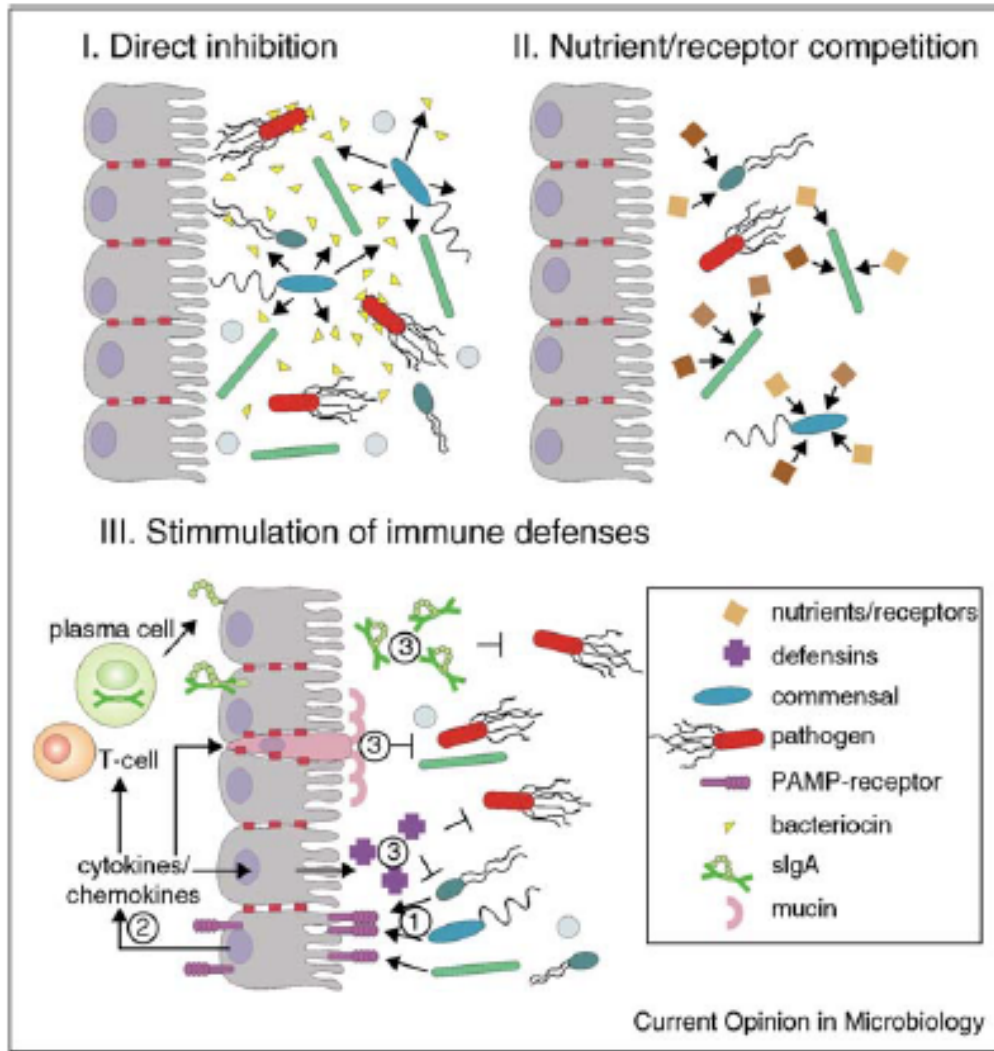 I. Direct inhibition
II. Nutrient/receptor competition
III. Stimmulation of immune defenses
plasma cell
T-cell
cytokines/
chemokines
②
③
③
③
①
nutrients/receptors
defensins
commensal
pathogen
PAMP-receptor
bacteriocin
sIgA
mucin
Current Opinion in Microbiology